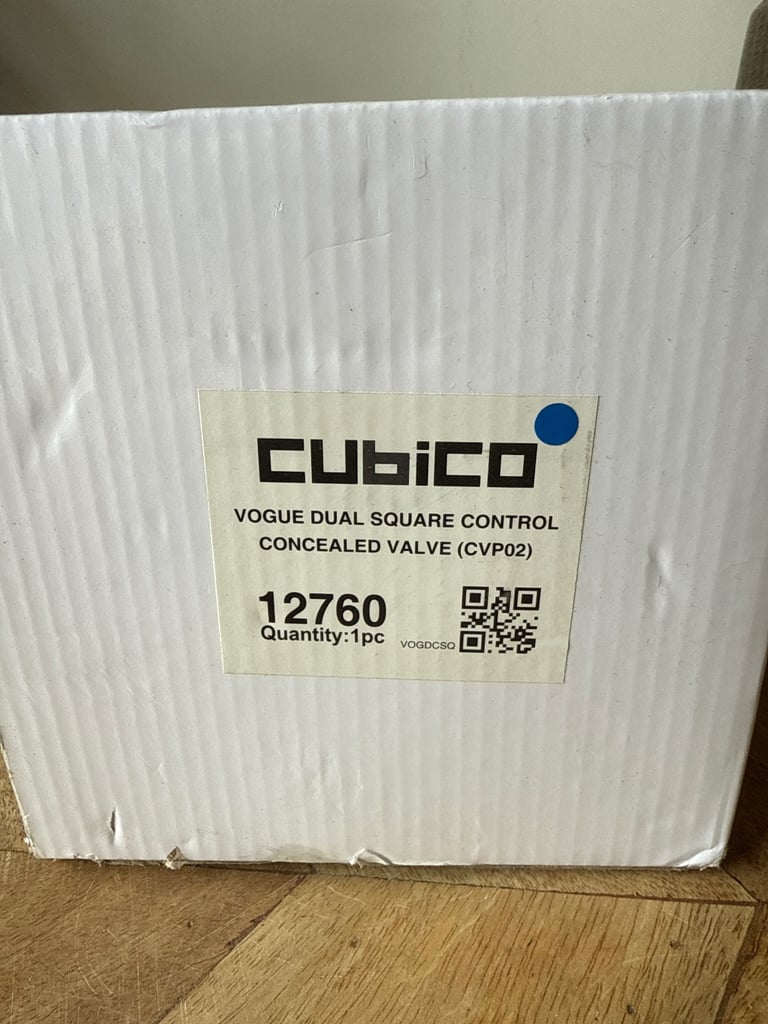 CUbiCO
VOGUE DUAL SQUARE CONTROL
CONCEALED VALVE (CVP02)
12760
Quantity:1pc
VOGDCSQ